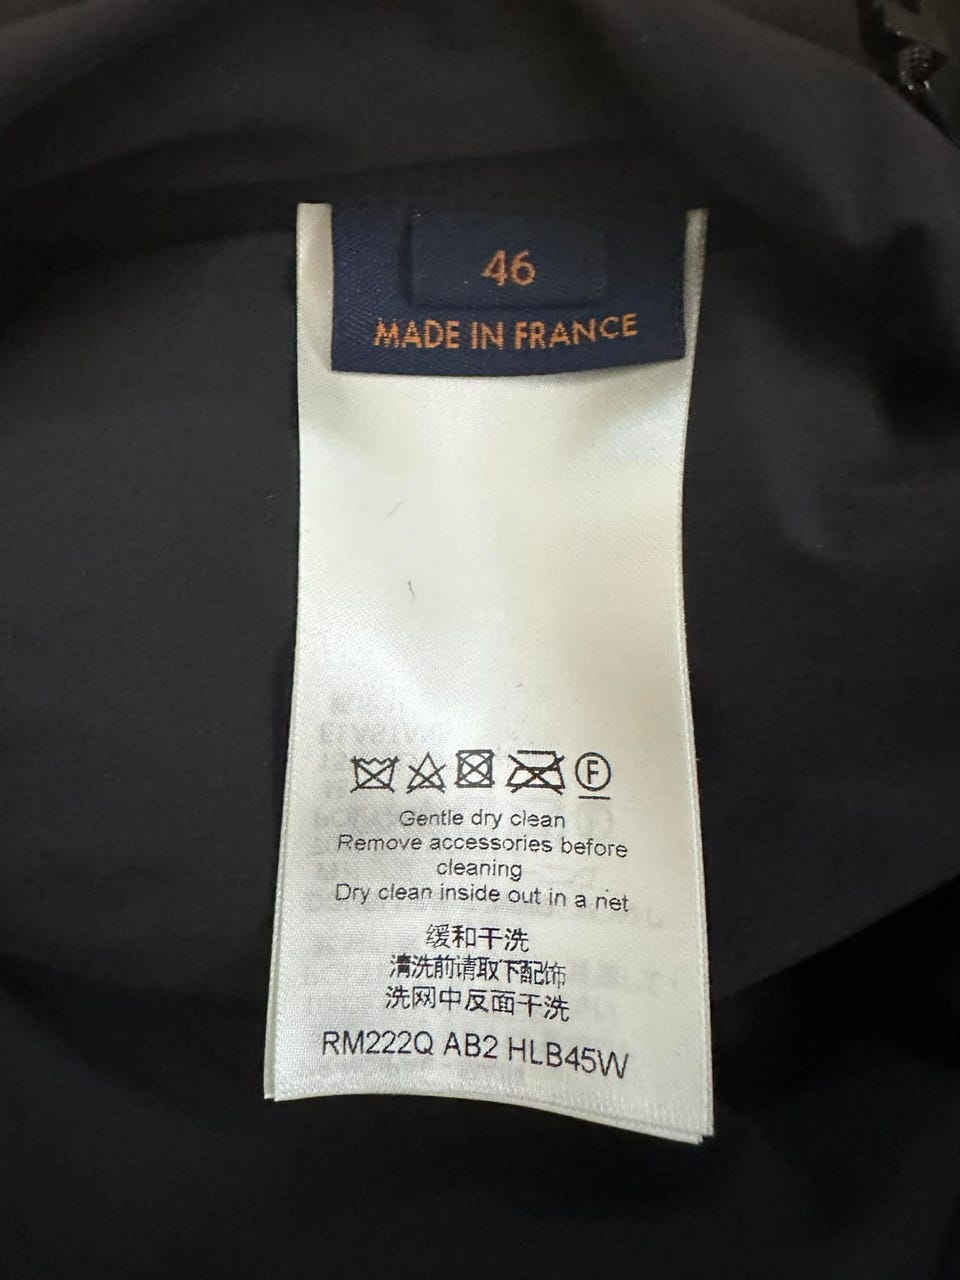 46
MADE IN FRANCE
F
Gentle dry clean
Remove accessories before
cleaning
Dry clean inside out in a net
缓和干洗
清洗前请取下配饰
洗网中反面干洗
RM222Q AB2 HLB45W